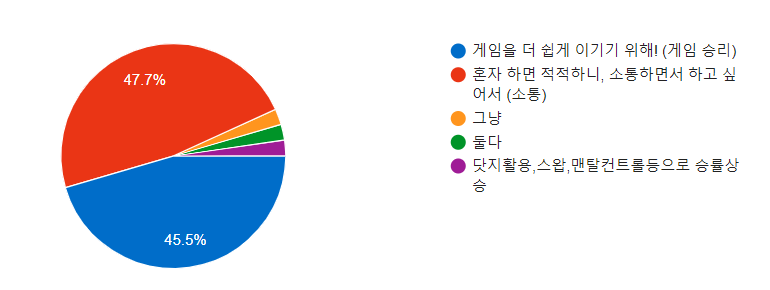 47.7%
45.5%
게임을 더 쉽게 이기기 위해! (게임 승리)
혼자 하면 적적하니, 소통하면서 하고 싶
어서 (소통)
그냥
둘다
닷지활용,스왑,맨탈컨트롤등으로 승률상
승